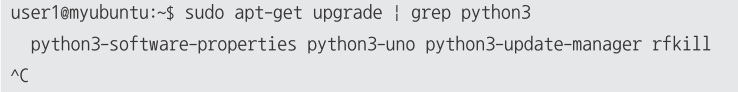 user1@myubuntu:~$ sudo apt-get upgrade | grep python3
  python3-software-properties python3-uno python3-update-manager rfkill
^C